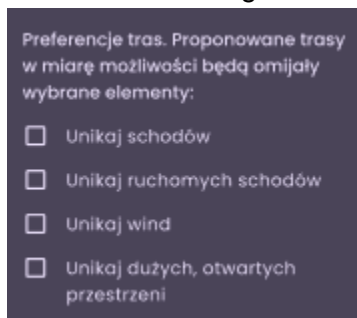 Preferencje tras. Proponowane trasy
w miarę możliwości będą omijały
wybrane elementy:
Unikaj schodów
Unikaj ruchomych schodów
Unikaj wind
Unikaj dużych, otwartych
przestrzeni